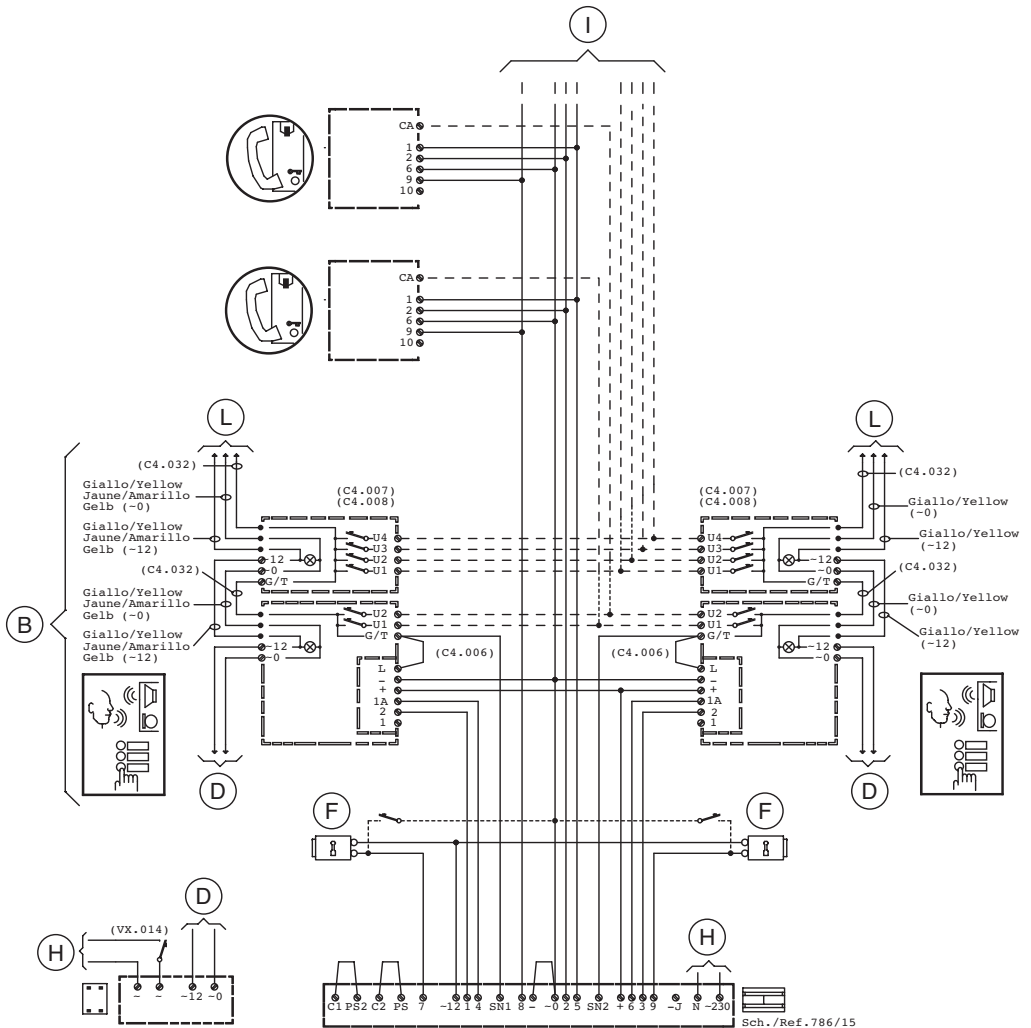 I
CA
1
2
6
9
10
CA
1
2
6
9
10
L
L
(C4.032)
(C4.032)
Giallo/Yellow
Jaune/Amarillo
Gelb (~0)
(C4.007)
(C4.008)
(C4.007)
(C4.008)
Giallo/Yellow
(~0)
Giallo/Yellow
Jaune/Amarillo
Gelb (~12)
Giallo/Yellow
(~12)
U4
U3
U2
U1
~12
~0
G/T
U4
U3
U2
U1
~12
~0
G/T
(C4.032)
(C4.032)
B
Giallo/Yellow
Jaune/Amarillo
Gelb (~0)
Giallo/Yellow
(~0)
Giallo/Yellow
Jaune/Amarillo
Gelb (~12)
Giallo/Yellow
(~12)
U2
U1
G/T
~12
~0
U2
U1
G/T
~12
~0
(C4.006)
(C4.006)
L
-
+
1A
2
1
L
-
+
1A
2
1
D
D
F
F
D
H
(VX.014)
~ ~ ~12 ~0
H
C1 PS2 C2 PS 7 ~12 1 4 SN1 8 - ~0 2 5 SN2 + 6 3 9 -J N ~230
Sch./Ref.786/15